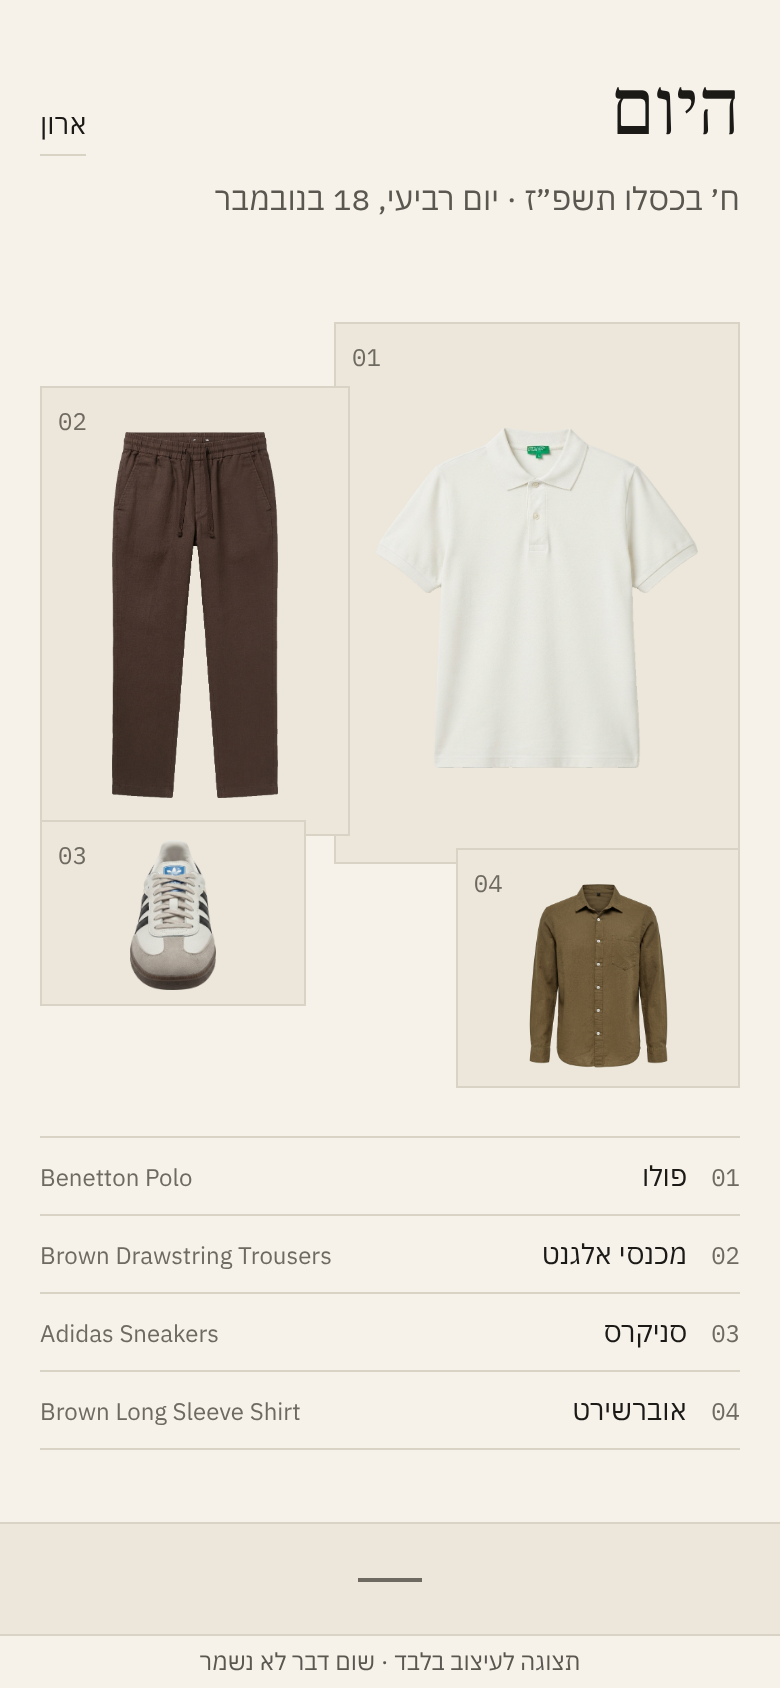 היום
ארון
ח׳ בכסלו תשפ״ז · יום רביעי, 18 בנובמבר
01
02
03
04
01 פולו Benetton Polo
02 מכנסי אלגנט Brown Drawstring Trousers
03 סניקרס Adidas Sneakers
04 אוברשירט Brown Long Sleeve Shirt
תצוגה לעיצוב בלבד · שום דבר לא נשמר